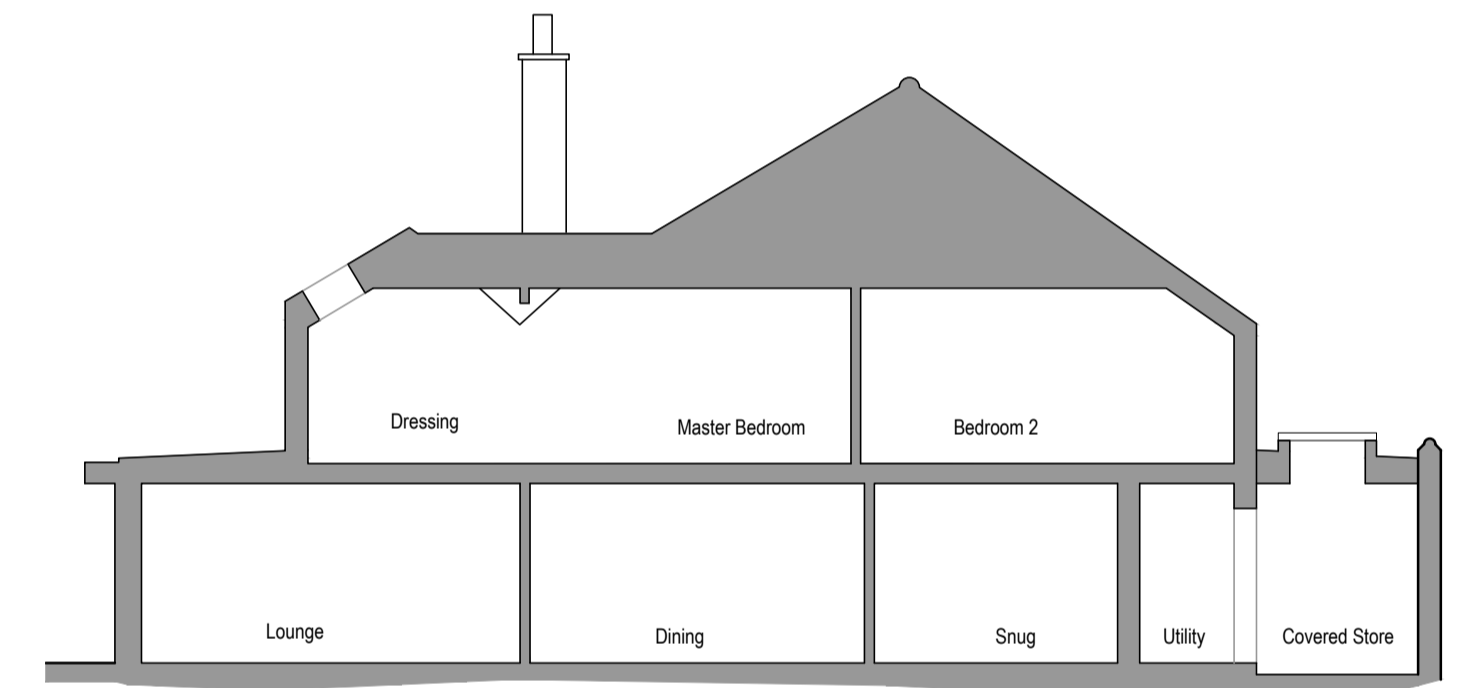 Dressing
Master Bedroom
Bedroom 2
Lounge
Dining
Snug
Utility
Covered Store